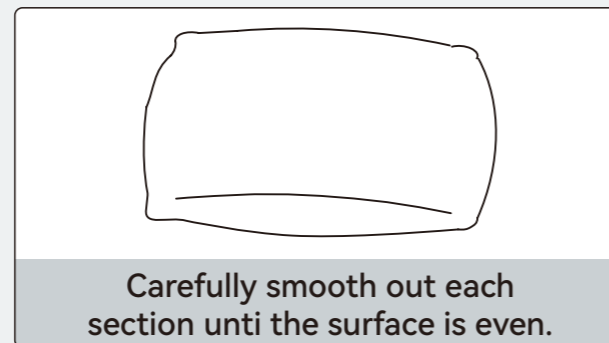 Carefully smooth out each
section unti the surface is even.